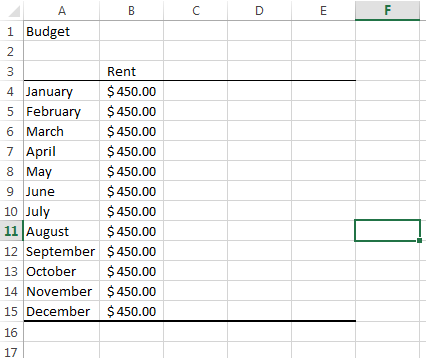 A B C D E F
1 Budget
2
3 Rent
4 January $ 450.00
5 February $ 450.00
6 March $ 450.00
7 April $ 450.00
8 May $ 450.00
9 June $ 450.00
10 July $ 450.00
11 August $ 450.00
12 September $ 450.00
13 October $ 450.00
14 November $ 450.00
15 December $ 450.00
16
17